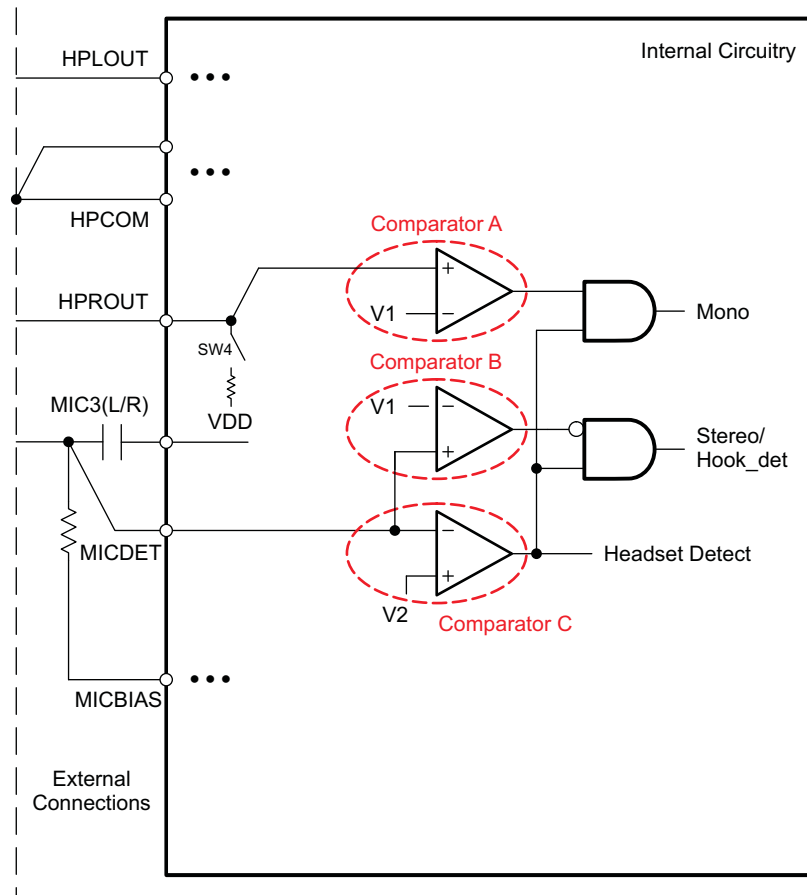 Internal Circuitry
HPLOUT
HPCOM
Comparator A
+
V1
−
Mono
HPROUT
SW4
VDD
Comparator B
V1
−
+
MIC3(L/R)
Stereo/
Hook_det
MICDET
−
+
V2
Headset Detect
Comparator C
MICBIAS
External
Connections